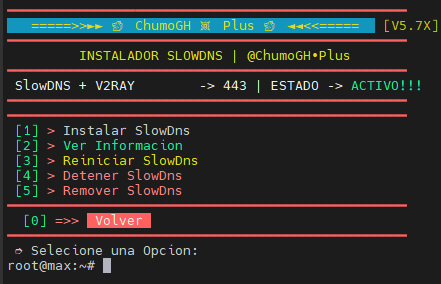 =====>>►► 🐲 ChumoGH ☠ Plus 🐲 ◄◄<<===== [V5.7X]
INSTALADOR SLOWDNS | @ChumoGH•Plus
SlowDNS + V2RAY -> 443 | ESTADO -> ACTIVO!!!
[1] > Instalar SlowDns
[2] > Ver Informacion
[3] > Reiniciar SlowDns
[4] > Detener SlowDns
[5] > Remover SlowDns
[0] =>> Volver
➮ Selecione una Opcion:
root@max:~#